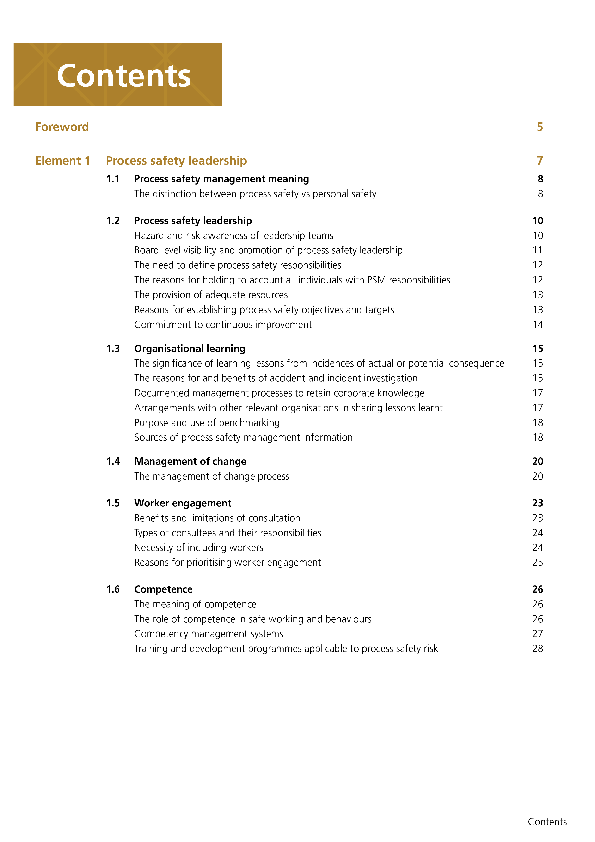 Contents
Foreword 5
Element 1 Process safety leadership 7
1.1 Process safety management meaning 8
The distinction between process safety vs personal safety 8
1.2 Process safety leadership 10
Hazard and risk awareness of leadership teams 10
Board level visibility and promotion of process safety leadership 11
The need to define process safety responsibilities 12
The reasons for holding to account all individuals with PSM responsibilities 12
The provision of adequate resources 13
Reasons for establishing process safety objectives and targets 13
Commitment to continuous improvement 14
1.3 Organisational learning 15
The significance of learning lessons from incidences of actual or potential consequence 15
The reasons for and benefits of accident and incident investigation 15
Documented management processes to retain corporate knowledge 17
Arrangements with other relevant organisations in sharing lessons learnt 17
Purpose and use of benchmarking 18
Sources of process safety management information 18
1.4 Management of change 20
The management of change process 20
1.5 Worker engagement 23
Benefits and limitations of consultation 23
Types of consultees and their responsibilities 24
Necessity of including workers 24
Reasons for prioritising worker engagement 25
1.6 Competence 26
The meaning of competence 26
The role of competence in safe working and behaviours 26
Competency management systems 27
Training and development programmes applicable to process safety risk 28
Contents